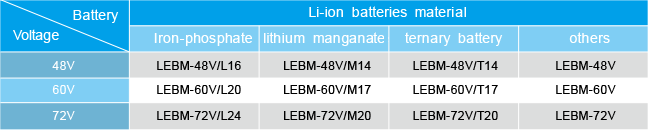 Battery Li-ion batteries material
Voltage
Iron-phosphate lithium manganate ternary battery others
48V LEBM-48V/L16 LEBM-48V/M14 LEBM-48V/T14 LEBM-48V
60V LEBM-60V/L20 LEBM-60V/M17 LEBM-60V/T17 LEBM-60V
72V LEBM-72V/L24 LEBM-72V/M20 LEBM-72V/T20 LEBM-72V